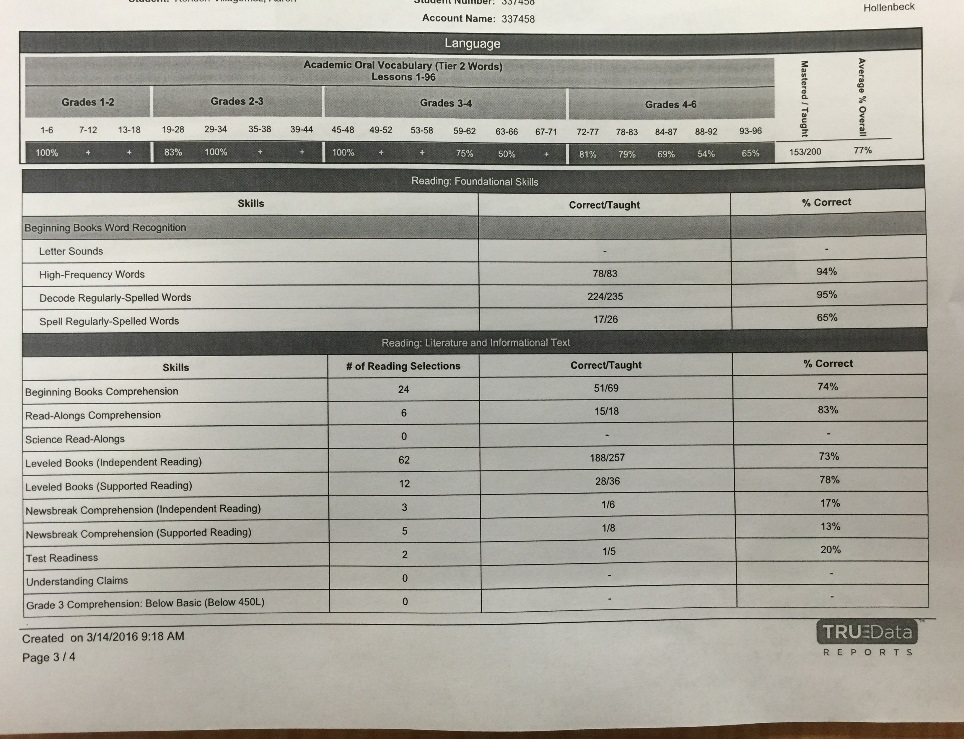 Student Number: 337458
Account Name: 337458
Hollenbeck
Language
Academic Oral Vocabulary (Tier 2 Words)
Lessons 1-96
Mastered / Taught
Average % Overall
Grades 1-2 Grades 2-3 Grades 3-4 Grades 4-6
1-6 7-12 13-18 19-28 29-34 35-38 39-44 45-48 49-52 53-58 59-62 63-66 67-71 72-77 78-83 84-87 88-92 93-96
100% + + 83% 100% + + 100% + + 75% 50% + 81% 79% 69% 54% 65% 153/200 77%
Reading: Foundational Skills
Skills Correct/Taught % Correct
Beginning Books Word Recognition
Letter Sounds - -
High-Frequency Words 78/83 94%
Decode Regularly-Spelled Words 224/235 95%
Spell Regularly-Spelled Words 17/26 65%
Reading: Literature and Informational Text
Skills # of Reading Selections Correct/Taught % Correct
Beginning Books Comprehension 24 51/69 74%
Read-Alongs Comprehension 6 15/18 83%
Science Read-Alongs 0 - -
Leveled Books (Independent Reading) 62 188/257 73%
Leveled Books (Supported Reading) 12 28/36 78%
Newsbreak Comprehension (Independent Reading) 3 1/6 17%
Newsbreak Comprehension (Supported Reading) 5 1/8 13%
Test Readiness 2 1/5 20%
Understanding Claims 0 - -
Grade 3 Comprehension: Below Basic (Below 450L) 0 - -
Created on 3/14/2016 9:18 AM
Page 3 / 4
TRUEData™
REPORTS